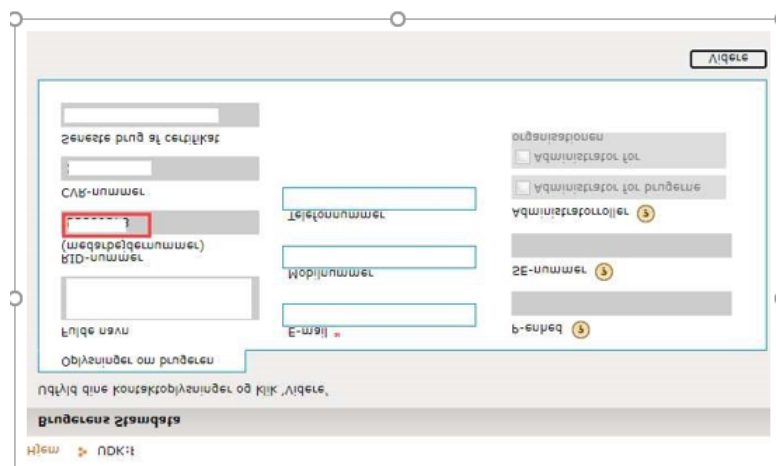 Hjem UDK:
Brugerens Stamdata
Udfyld dine kontaktoplysninger og klik 'Videre'
Oplysninger om brugeren
Fulde navn
RID-nummer
(medarbejdernummer)
CVR-nummer
Seneste brug af certifikat
E-mail *
Mobilnummer
Telefonnummer
P-enhed ?
SE-nummer ?
Administratorroller ?
Administrator for brugerne
Administrator for
organisationen
Videre